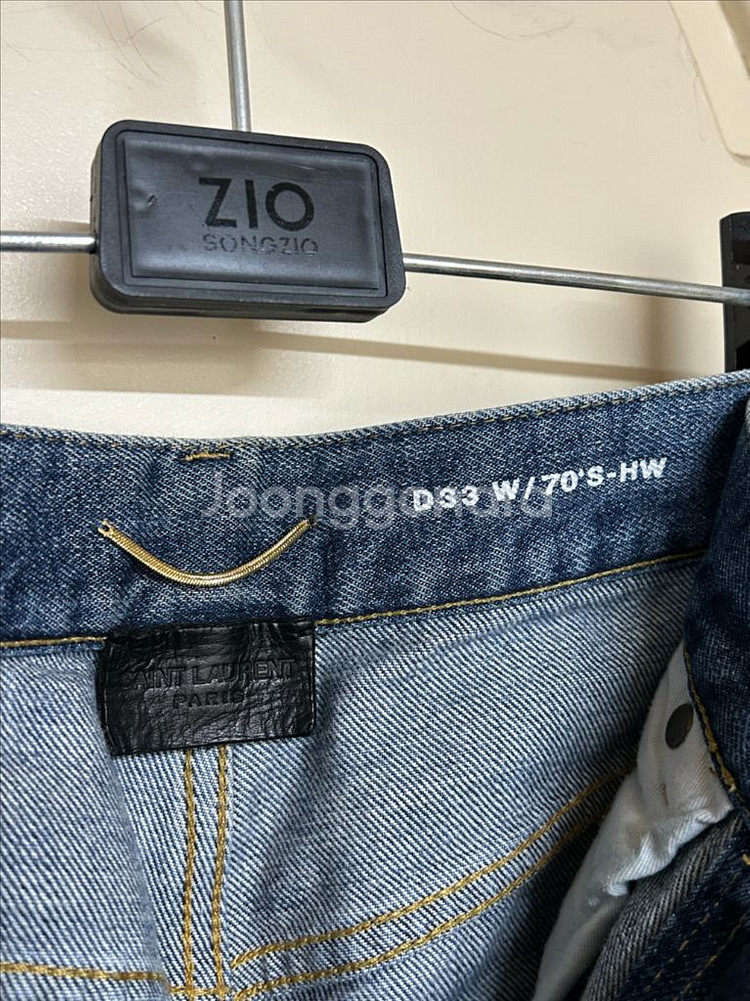 ZIO
SONGZIO
D33 W/70'S-HW
Joonggonara
SAINT LAURENT
PARIS